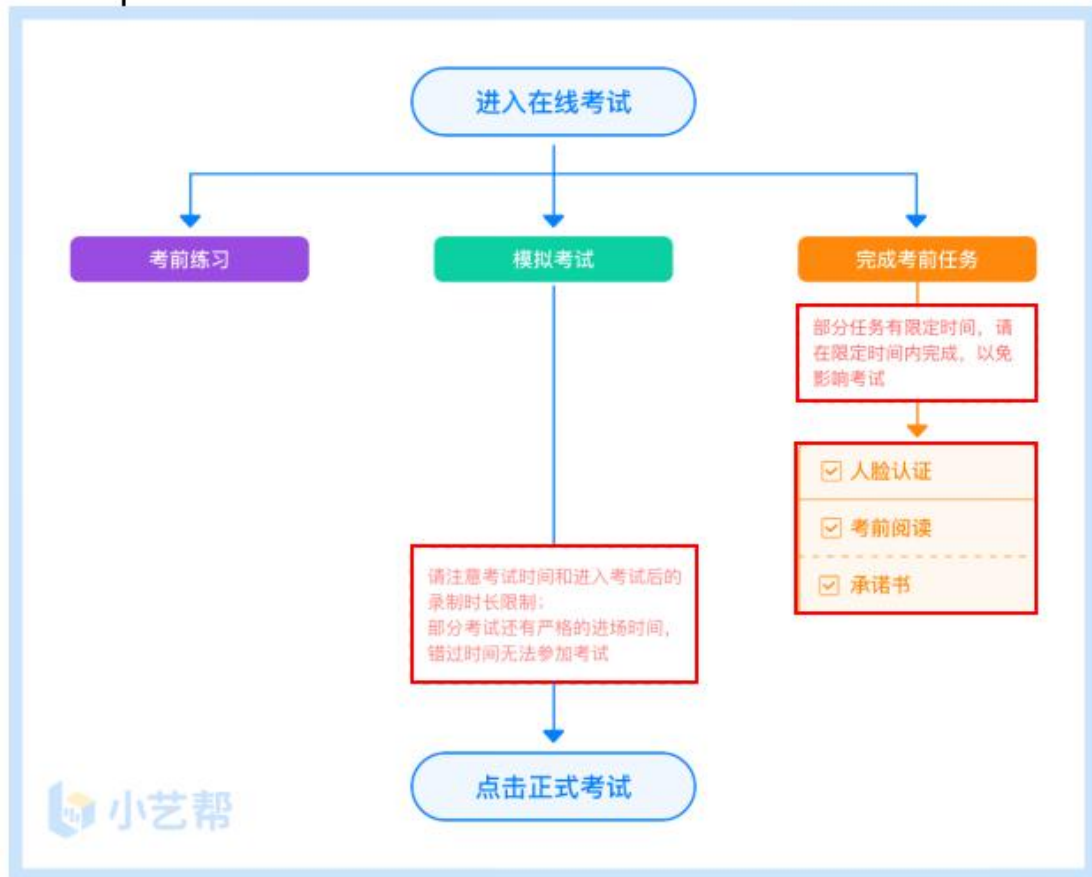 进入在线考试
考前练习
模拟考试
完成考前任务
部分任务有限定时间，请
在限定时间内完成，以免
影响考试
人脸认证
考前阅读
承诺书
请注意考试时间和进入考试后的
录制时长限制；
部分考试还有严格的进场时间，
错过时间无法参加考试
点击正式考试
小艺帮